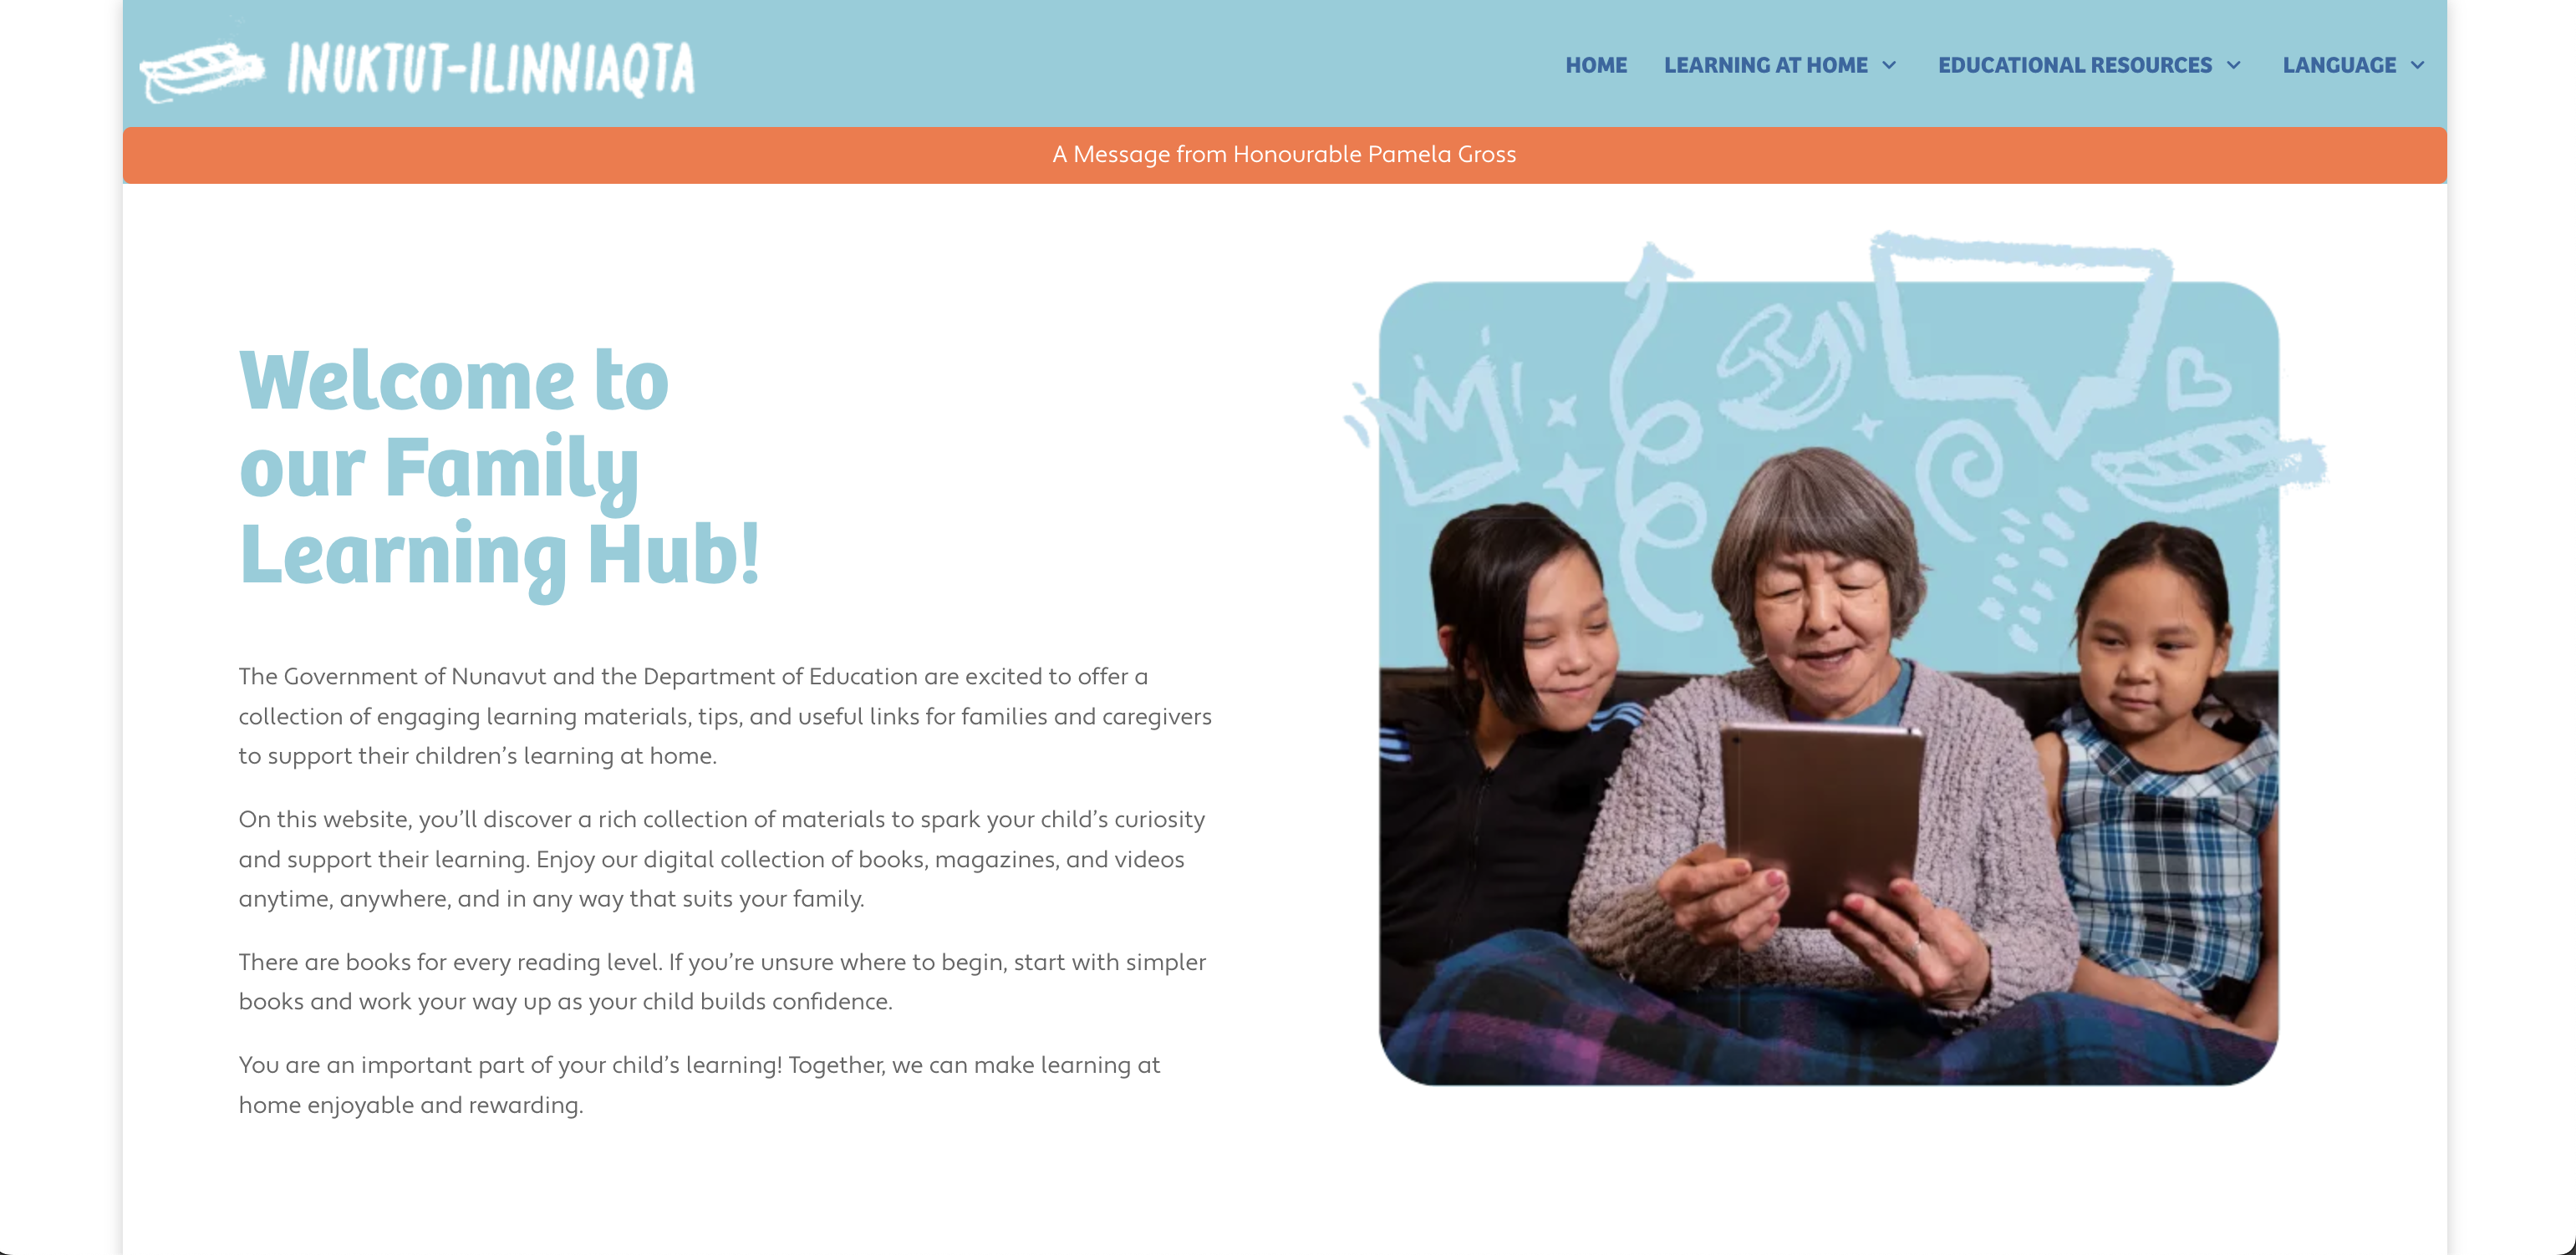 INUKTUT-ILINNIAQTA
HOME
LEARNING AT HOME
EDUCATIONAL RESOURCES
LANGUAGE
A Message from Honourable Pamela Gross
Welcome to
our Family
Learning Hub!
The Government of Nunavut and the Department of Education are excited to offer a
collection of engaging learning materials, tips, and useful links for families and caregivers
to support their children’s learning at home.
On this website, you’ll discover a rich collection of materials to spark your child’s curiosity
and support their learning. Enjoy our digital collection of books, magazines, and videos
anytime, anywhere, and in any way that suits your family.
There are books for every reading level. If you’re unsure where to begin, start with simpler
books and work your way up as your child builds confidence.
You are an important part of your child’s learning! Together, we can make learning at
home enjoyable and rewarding.